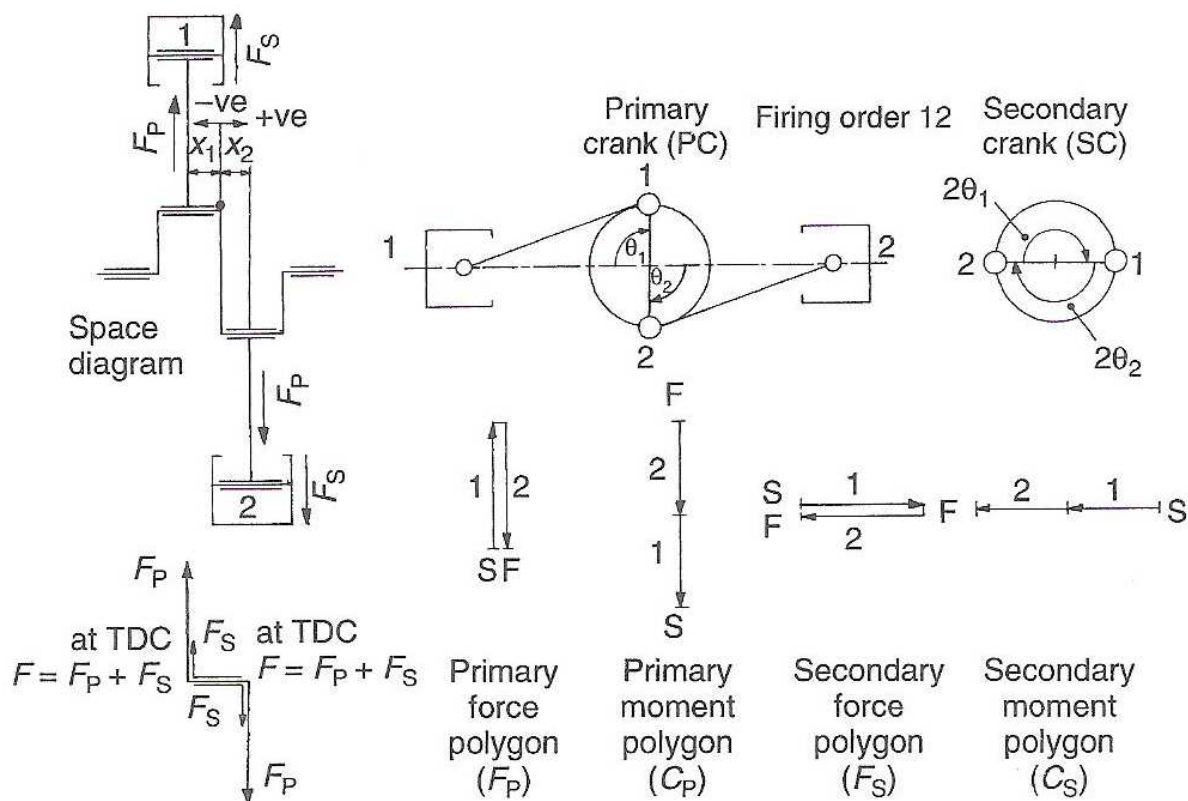 1
F_S
−ve
+ve
F_P
x_1
x_2
Space
diagram
F_P
F_S
2
Primary
crank (PC)
Firing order 12
Secondary
crank (SC)
1
1
θ_1
θ_2
2
2
2θ_1
2
1
2θ_2
F
1
2
S F
2
1
S
S
1
F
2
F
2
1
S
F_P
at TDC
F_S
at TDC
F = F_P + F_S
F = F_P + F_S
F_S
F_P
Primary
force
polygon
(F_P)
Primary
moment
polygon
(C_P)
Secondary
force
polygon
(F_S)
Secondary
moment
polygon
(C_S)